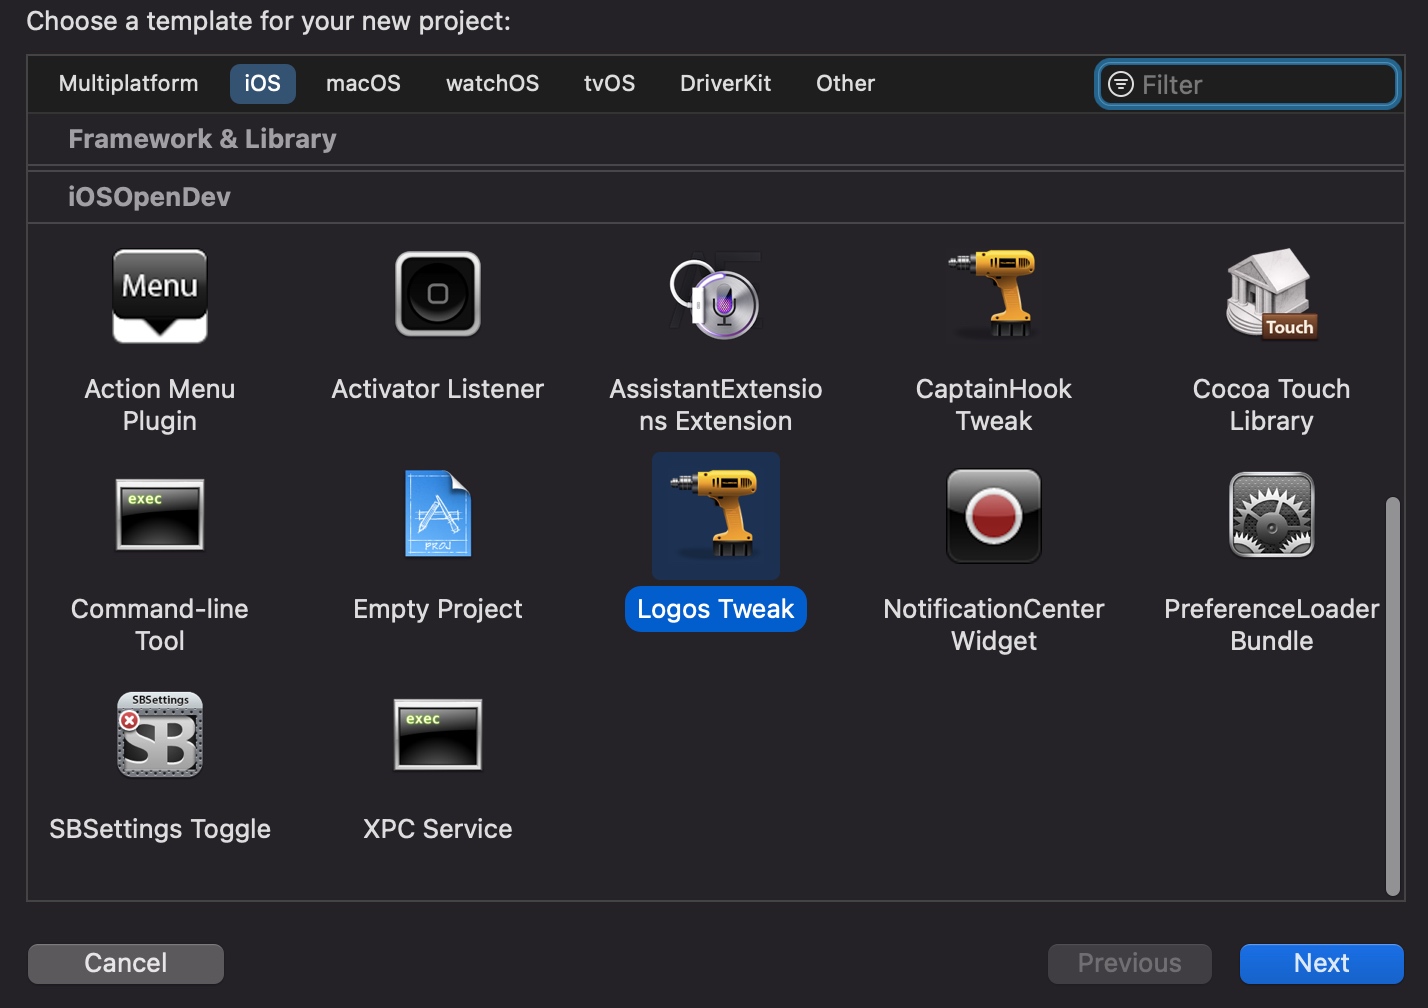 Choose a template for your new project:
Multiplatform iOS macOS watchOS tvOS DriverKit Other Filter
Framework & Library
iOSOpenDev
Menu
Touch
Action Menu Plugin
Activator Listener
AssistantExtensio
ns Extension
CaptainHook
Tweak
Cocoa Touch
Library
exec
PROJ
Command-line
Tool
Empty Project
Logos Tweak
NotificationCenter
Widget
PreferenceLoader
Bundle
SBSettings
SB
exec
SBSettings Toggle
XPC Service
Cancel Previous Next